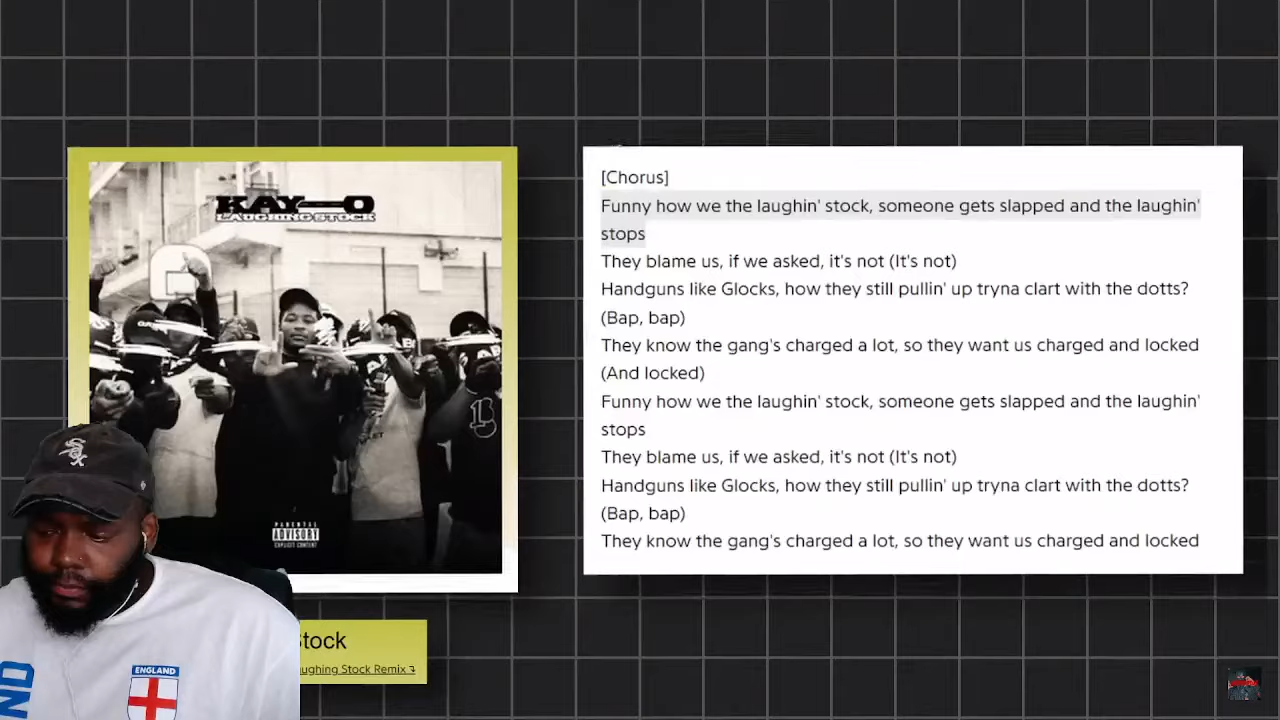 KAY-O
LAUGHING STOCK
PARENTAL
ADVISORY
EXPLICIT CONTENT
[Chorus]
Funny how we the laughin' stock, someone gets slapped and the laughin'
stops
They blame us, if we asked, it's not (It's not)
Handguns like Glocks, how they still pullin' up tryna clart with the dotts?
(Bap, bap)
They know the gang's charged a lot, so they want us charged and locked
(And locked)
Funny how we the laughin' stock, someone gets slapped and the laughin'
stops
They blame us, if we asked, it's not (It's not)
Handguns like Glocks, how they still pullin' up tryna clart with the dotts?
(Bap, bap)
They know the gang's charged a lot, so they want us charged and locked
Stock
ughing Stock Remix
ENGLAND
ND